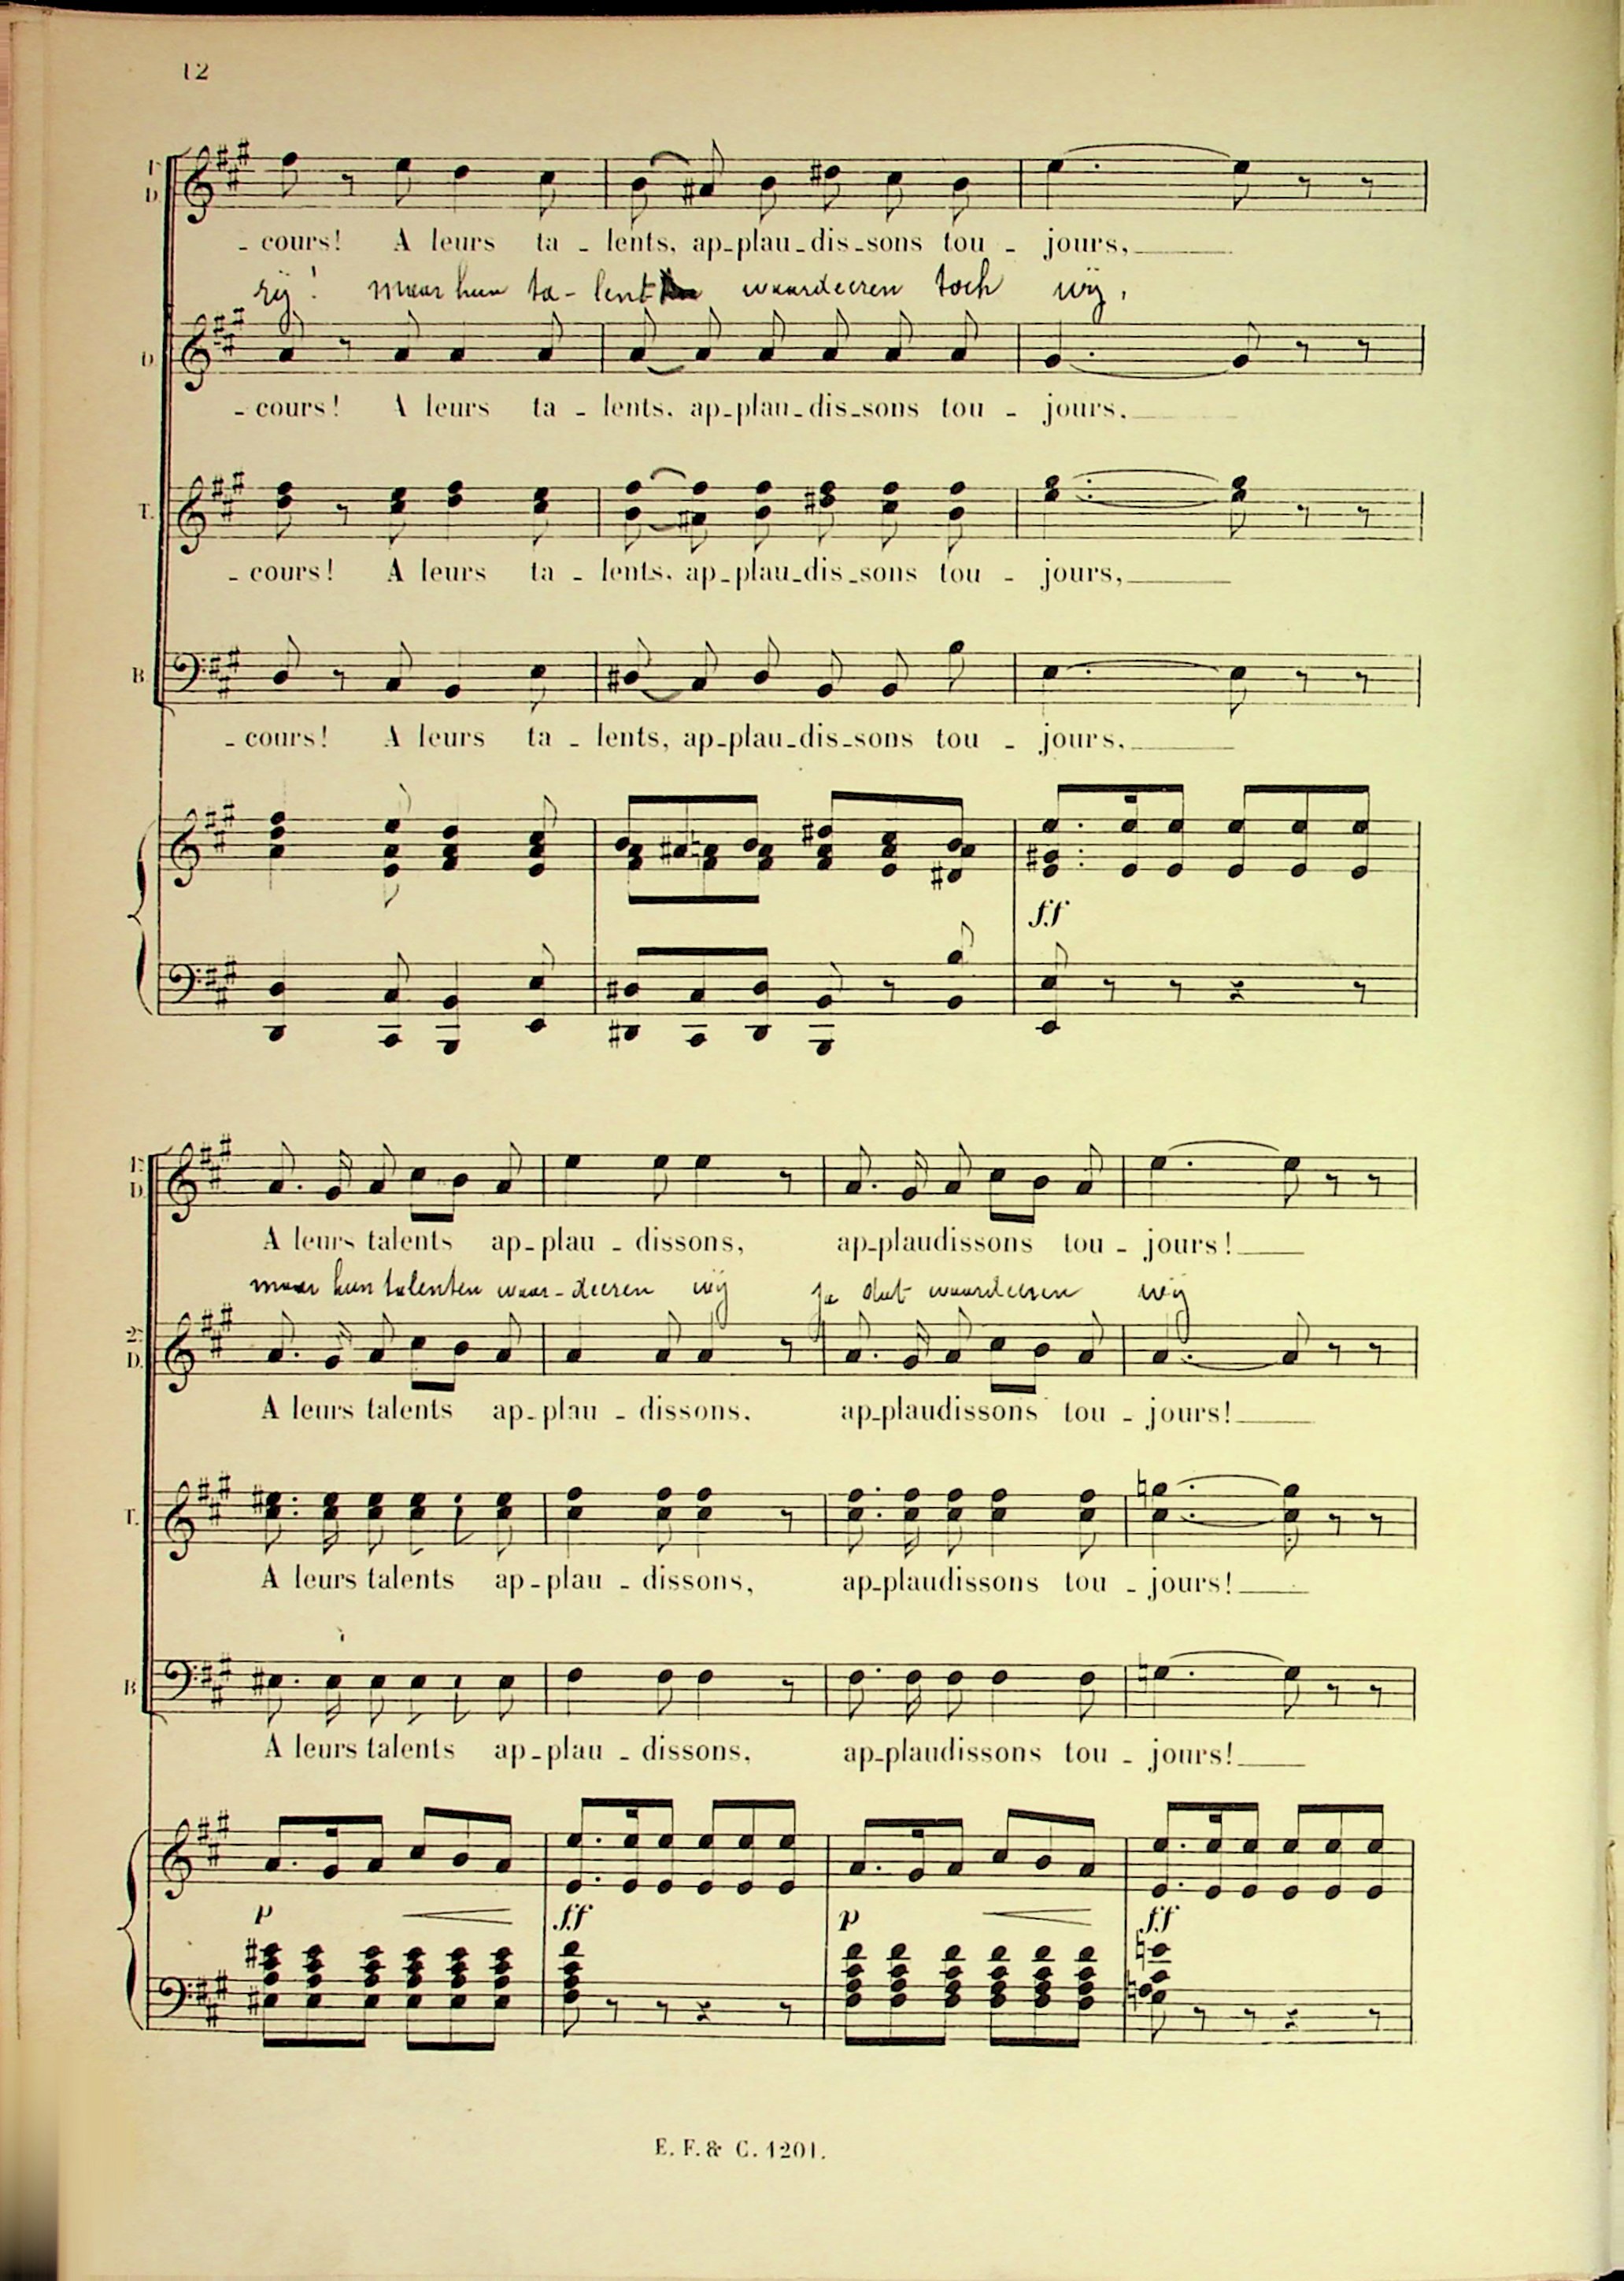 12
1:
D
- cours! A leurs ta - lents, ap-plau-dis-sons tou - jours,
zij! maar hun ta- lent waardeeren toch wij,
D
- cours! A leurs ta - lents, ap-plau-dis-sons tou - jours.
T.
- cours! A leurs ta - lents, ap-plau-dis-sons tou - jours,
B
- cours! A leurs ta - lents, ap-plau-dis-sons tou - jours.
ff
1:
D.
A leurs talents ap-plau - dissons, ap-plaudissons tou - jours!
maar hun talenten waar-deeren wij ja dat waardeeren wij
2:
D.
A leurs talents ap-plau - dissons. ap-plaudissons tou - jours!
T.
A leurs talents ap-plau - dissons, ap-plaudissons tou - jours!
B
A leurs talents ap-plau - dissons, ap-plaudissons tou - jours!
p ff p ff
E. F. & C. 1201.